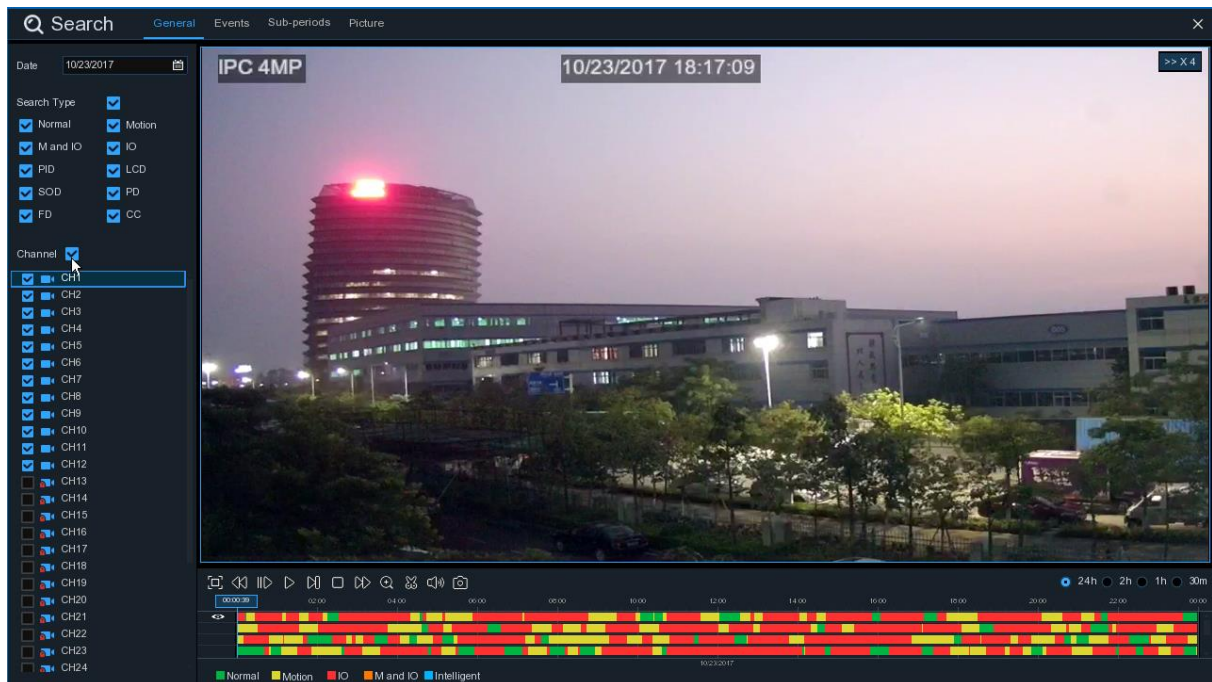 Search General Events Sub-periods Picture
Date 10/23/2017
IPC 4MP 10/23/2017 18:17:09 >> X 4
Search Type
Normal Motion
M and IO IO
PID LCD
SOD PD
FD CC
Channel
CH1
CH2
CH3
CH4
CH5
CH6
CH7
CH8
CH9
CH10
CH11
CH12
CH13
CH14
CH15
CH16
CH17
CH18
CH19
CH20
CH21
CH22
CH23
CH24
24h 2h 1h 30m
00:00:39 02:00 04:00 06:00 08:00 10:00 12:00 14:00 16:00 18:00 20:00 22:00 00:00
10/23/2017
Normal Motion IO M and IO Intelligent